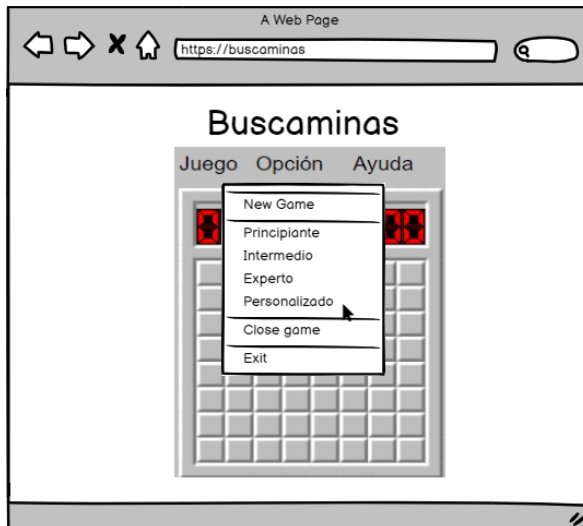 A Web Page
https://buscaminas
Buscaminas
Juego Opción Ayuda
New Game
Principiante
Intermedio
Experto
Personalizado
Close game
Exit